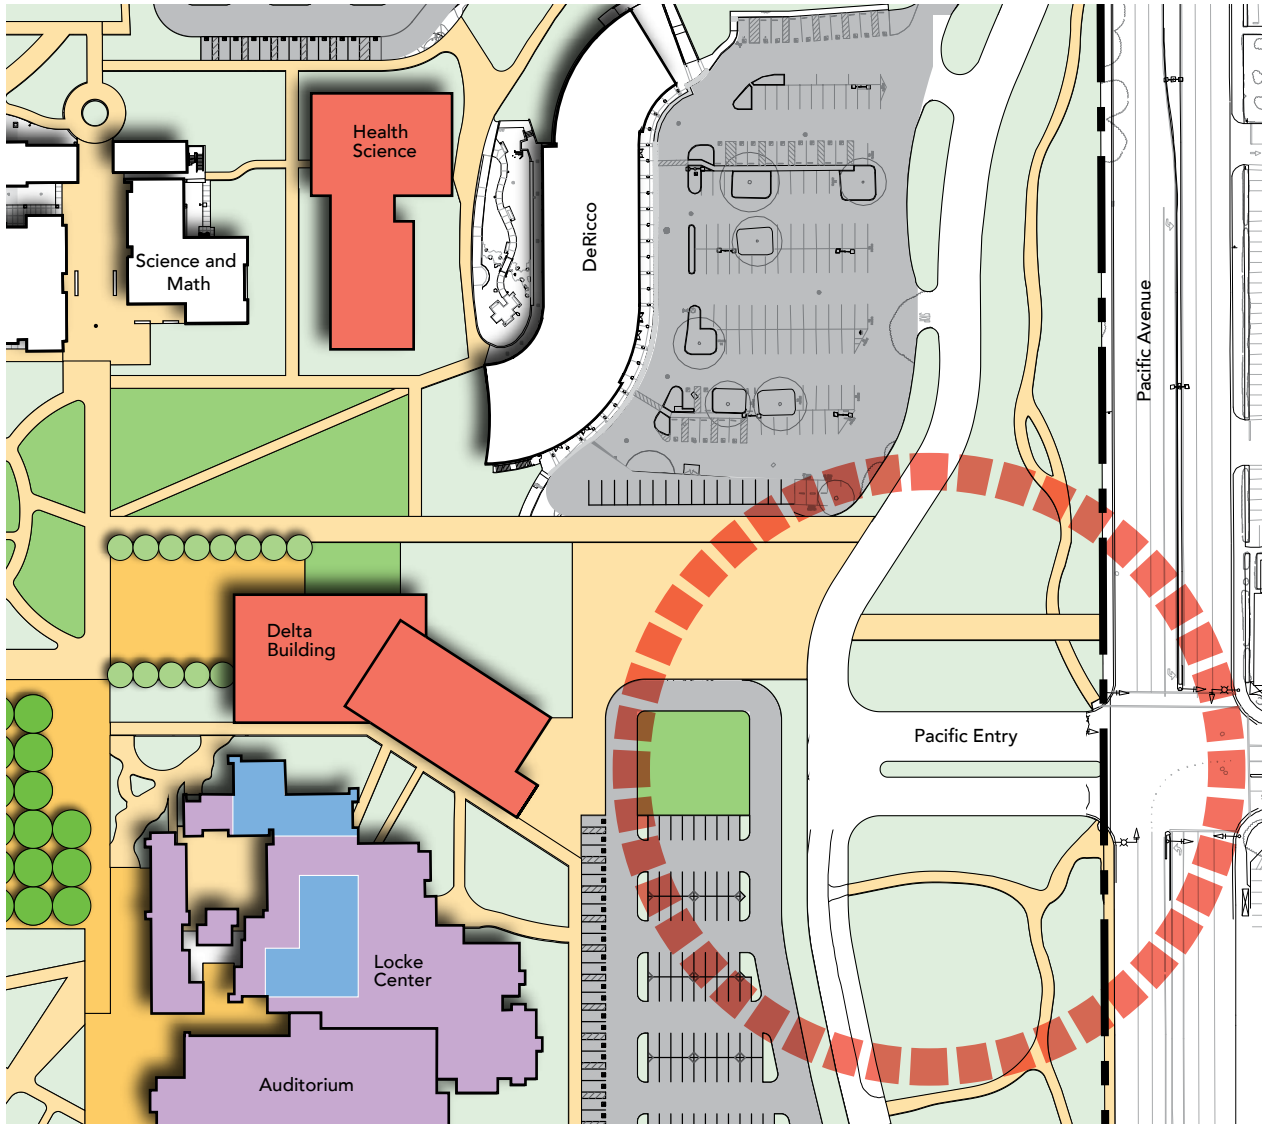 Health
Science
Science and
Math
DeRicco
Pacific Avenue
Delta
Building
Pacific Entry
Locke
Center
Auditorium